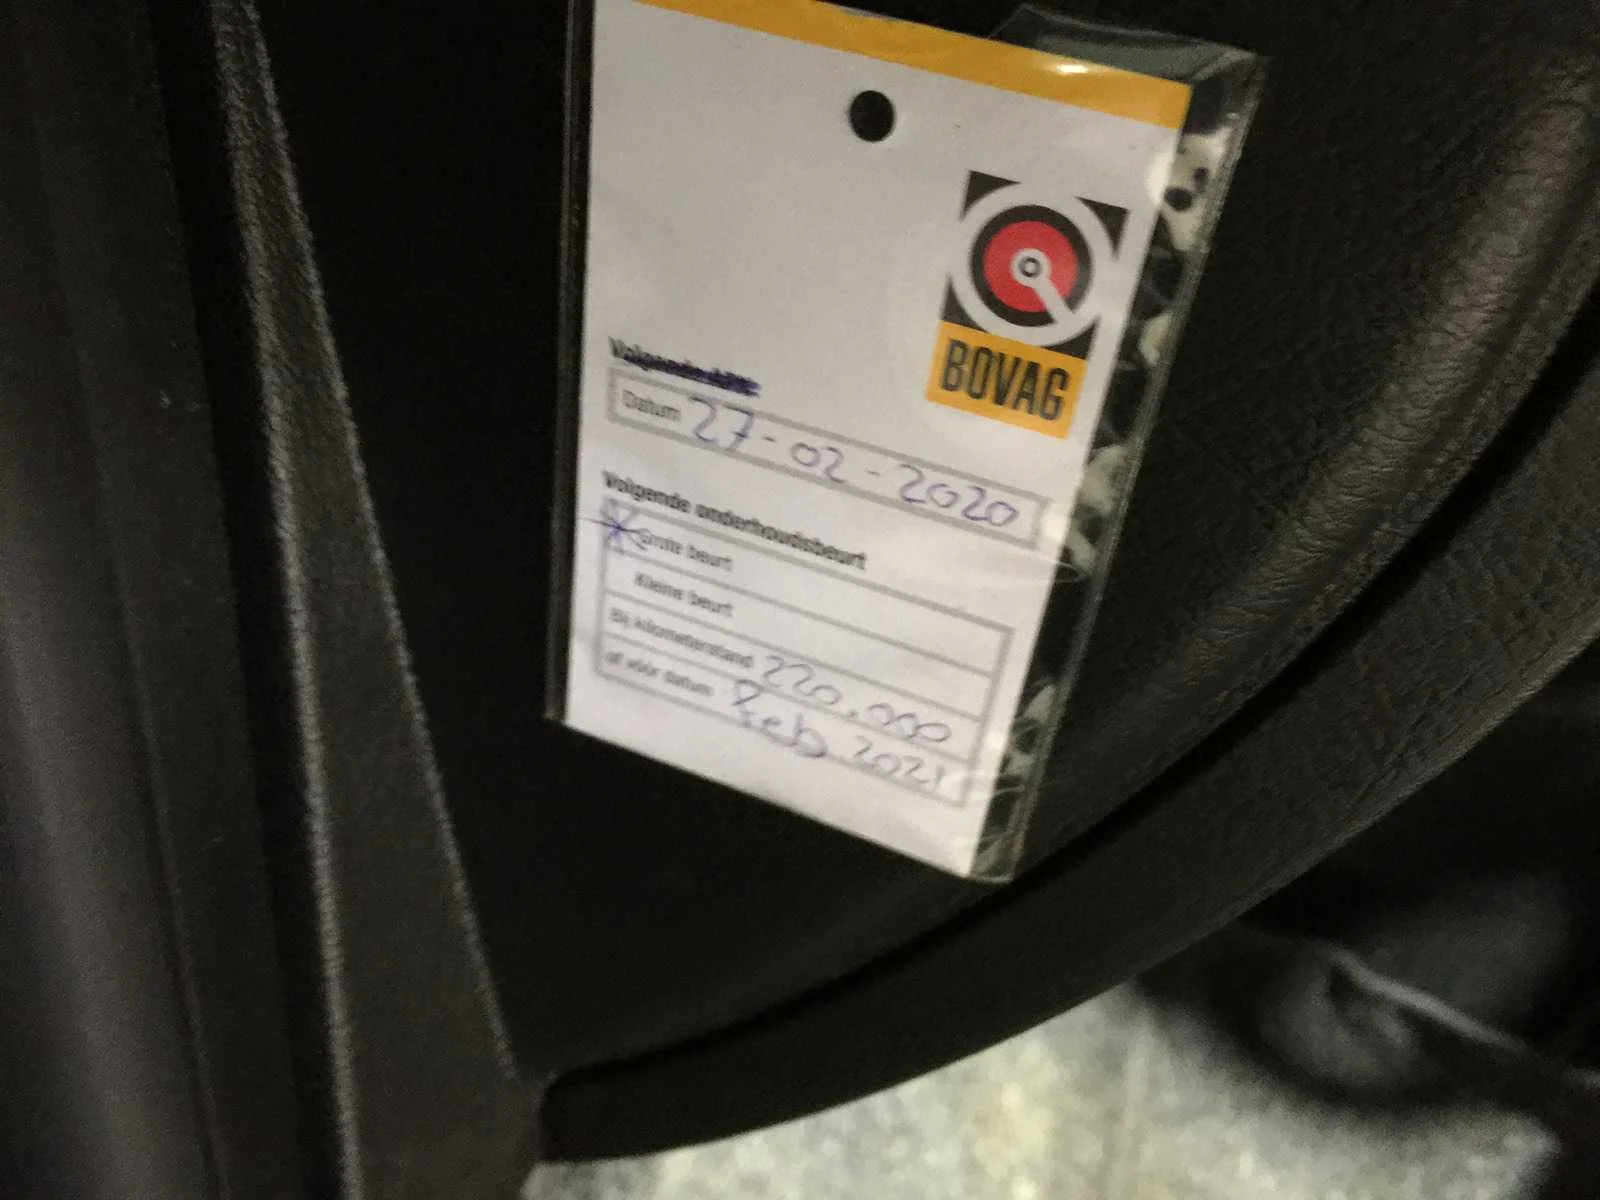 BOVAG
Volgende
Datum 27-02-2020
Volgende onderhoudsbeurt
Grote beurt
Kleine beurt
Bij kilometerstand 220.000
of vóór datum Feb 2021